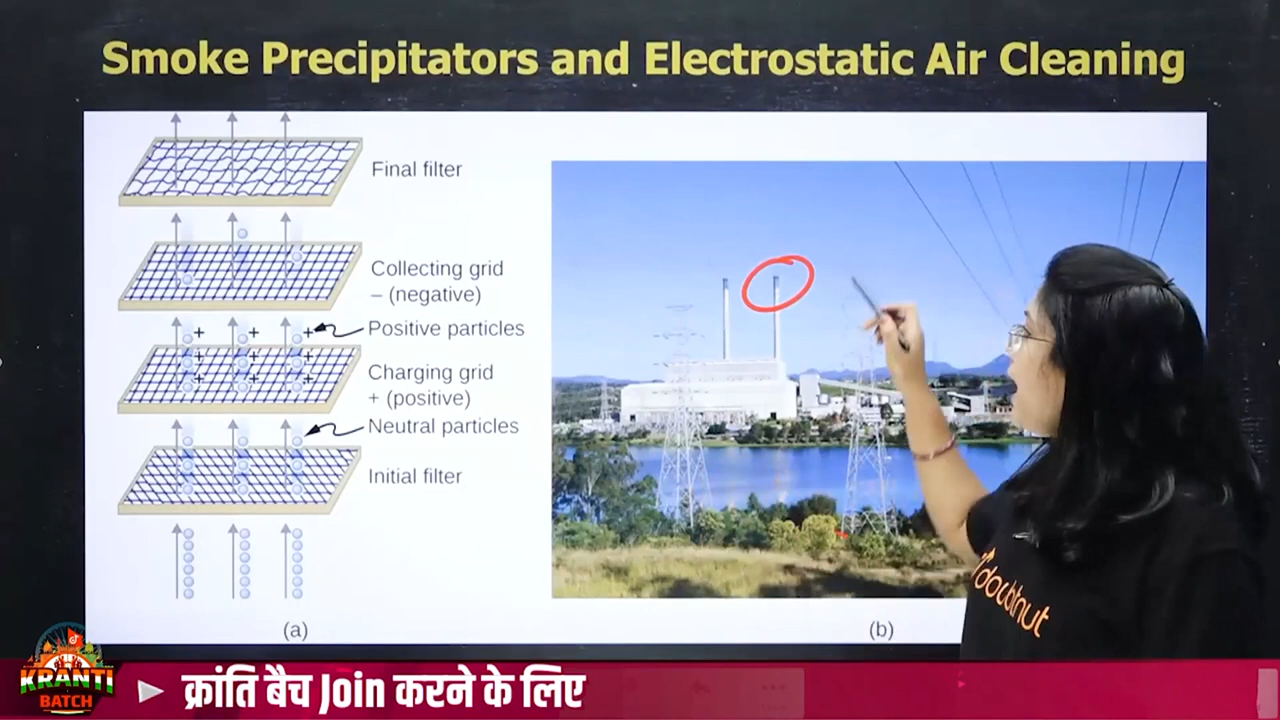 Smoke Precipitators and Electrostatic Air Cleaning
Final filter
Collecting grid
– (negative)
Positive particles
Charging grid
+ (positive)
Neutral particles
Initial filter
(a)
(b)
doubtnut
KRANTI
BATCH
क्रांति बैच Join करने के लिए